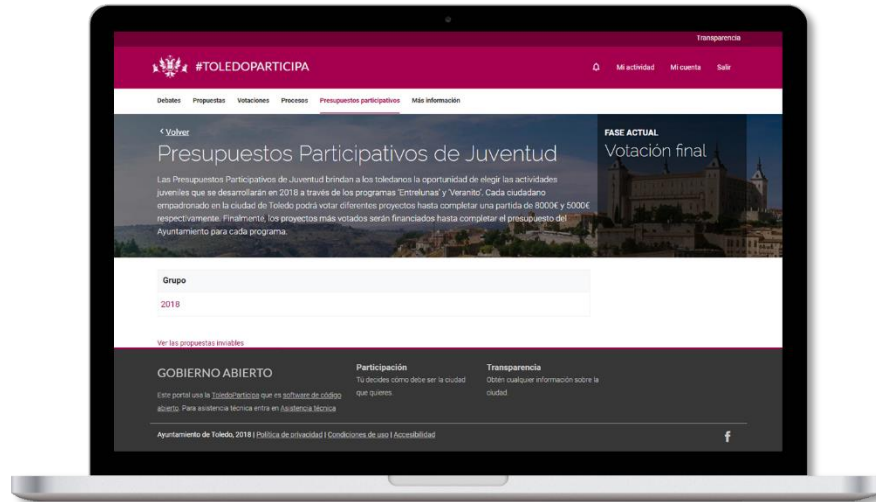 Transparencia
#TOLEDOPARTICIPA
Mi actividad Mi cuenta Salir
Debates Propuestas Votaciones Procesos Presupuestos participativos Más información
Volver
Presupuestos Participativos de Juventud
Las Presupuestos Participativos de Juventud brindan a los toledanos la oportunidad de elegir las actividades
juveniles que se desarrollarán en 2018 a través de los programas 'Entrelunas' y 'Veranito'. Cada ciudadano
empadronado en la ciudad de Toledo podrá votar diferentes proyectos hasta completar una partida de 8000€ y 5000€
respectivamente. Finalmente, los proyectos más votados serán financiados hasta completar el presupuesto del
Ayuntamiento para cada programa.
FASE ACTUAL
Votación final
Grupo
2018
Ver las propuestas inviables
GOBIERNO ABIERTO
Este portal usa la ToledoParticipa que es software de código
abierto. Para asistencia técnica entra en Asistencia técnica
Participación
Tú decides cómo debe ser la ciudad
que quieres.
Transparencia
Obtén cualquier información sobre la
ciudad.
Ayuntamiento de Toledo, 2018 | Política de privacidad | Condiciones de uso | Accesibilidad